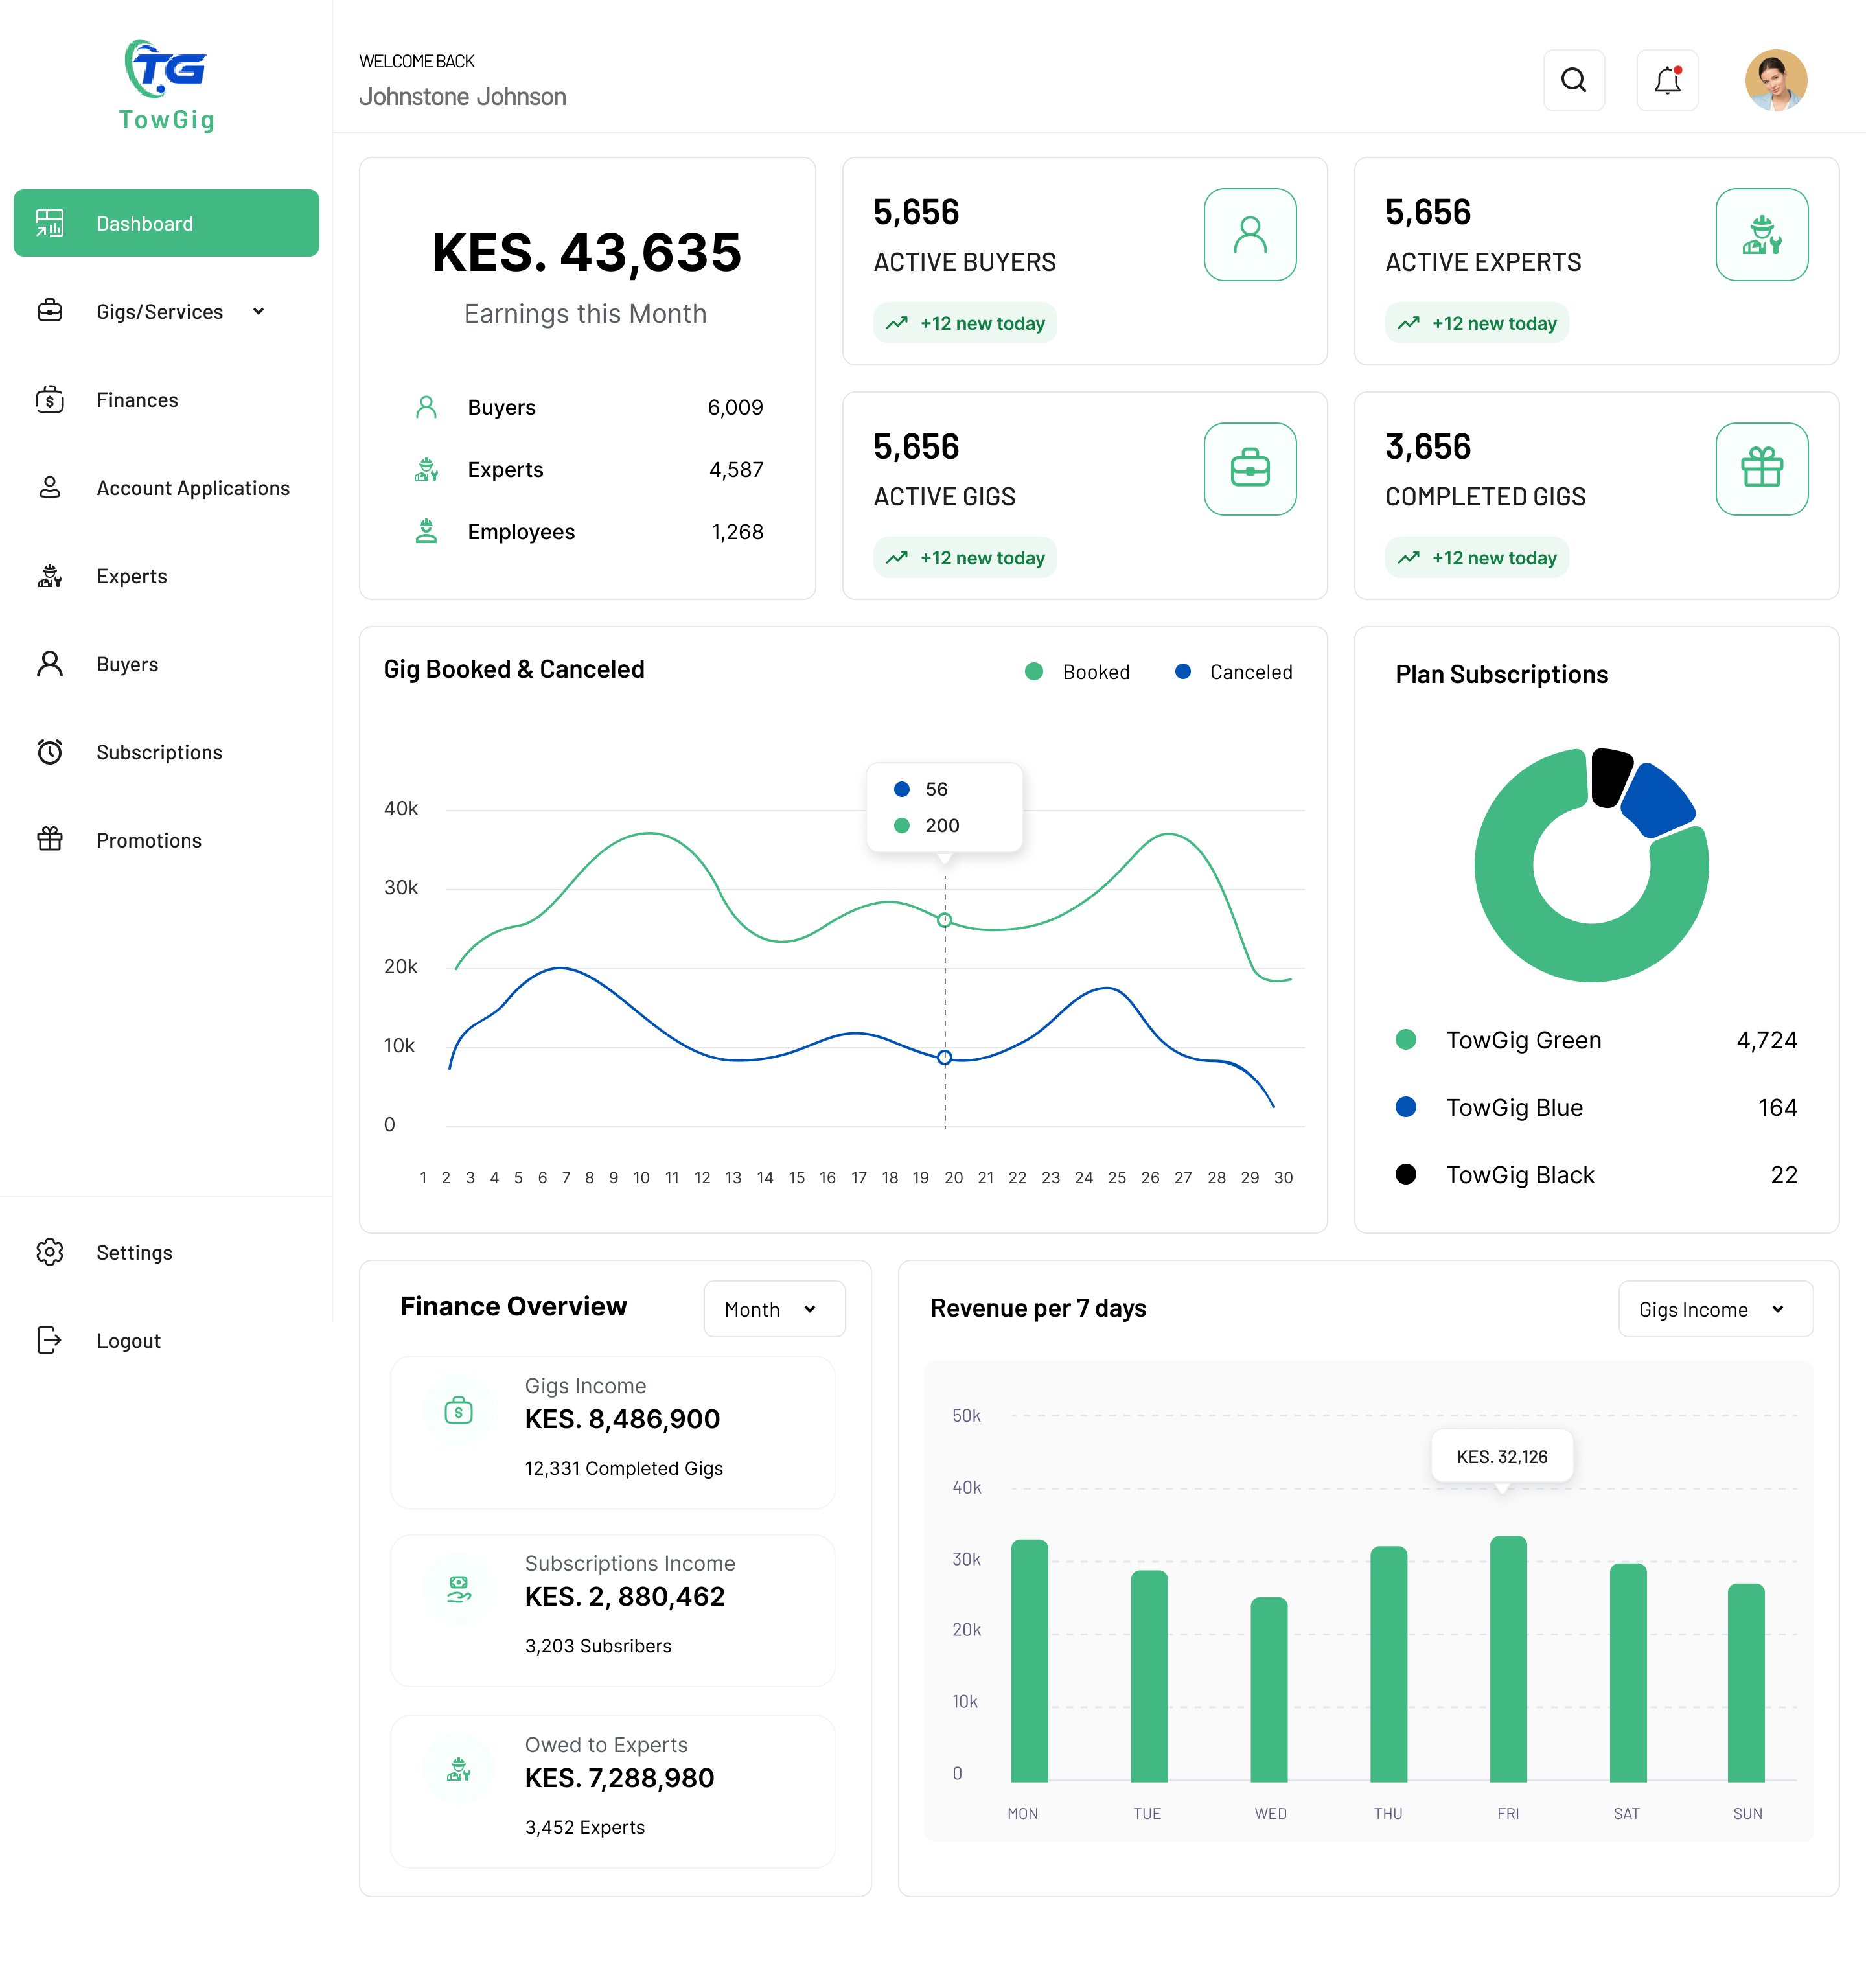 TG
TowGig
Dashboard
Gigs/Services
Finances
Account Applications
Experts
Buyers
Subscriptions
Promotions
Settings
Logout
WELCOME BACK
Johnstone Johnson
KES. 43,635
Earnings this Month
Buyers 6,009
Experts 4,587
Employees 1,268
5,656
ACTIVE BUYERS
+12 new today
5,656
ACTIVE EXPERTS
+12 new today
5,656
ACTIVE GIGS
+12 new today
3,656
COMPLETED GIGS
+12 new today
Gig Booked & Canceled
Booked Canceled
56
200
40k
30k
20k
10k
0
1 2 3 4 5 6 7 8 9 10 11 12 13 14 15 16 17 18 19 20 21 22 23 24 25 26 27 28 29 30
Plan Subscriptions
TowGig Green 4,724
TowGig Blue 164
TowGig Black 22
Finance Overview
Month
Gigs Income
KES. 8,486,900
12,331 Completed Gigs
Subscriptions Income
KES. 2, 880,462
3,203 Subsribers
Owed to Experts
KES. 7,288,980
3,452 Experts
Revenue per 7 days
Gigs Income
KES. 32,126
50k
40k
30k
20k
10k
0
MON TUE WED THU FRI SAT SUN